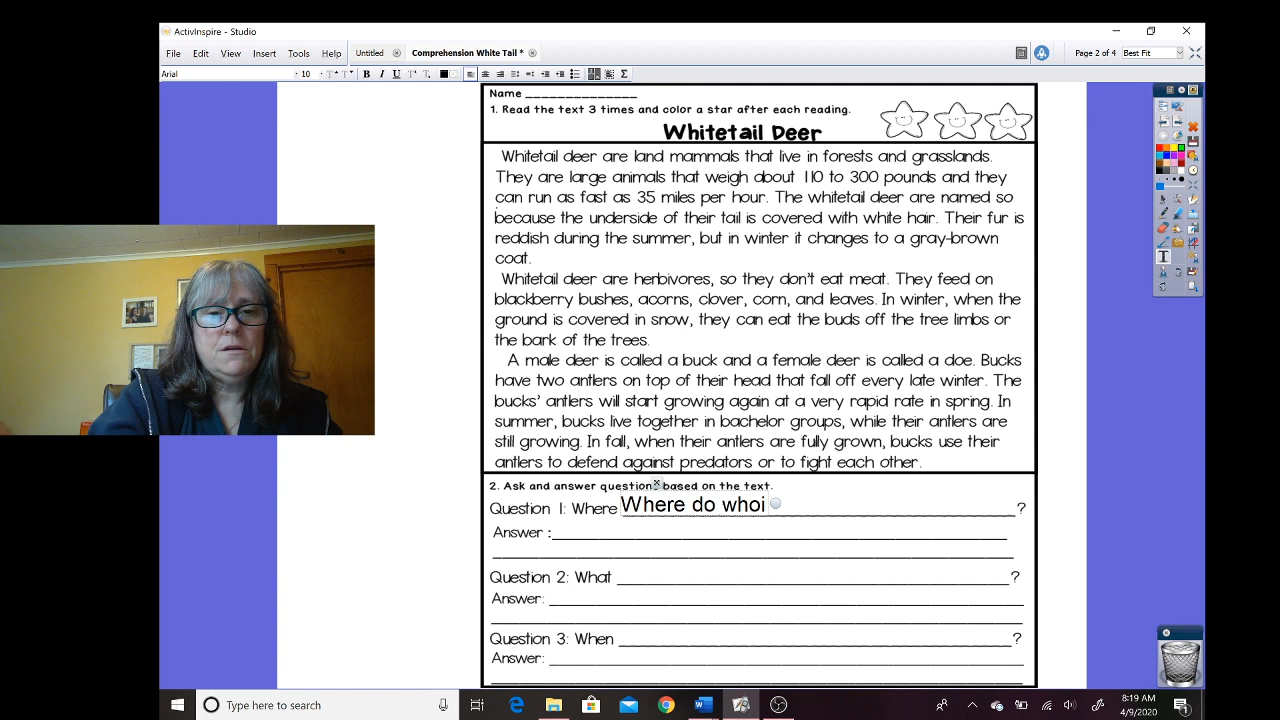 ActivInspire - Studio
File Edit View Insert Tools Help Untitled Comprehension White Tail * Page 2 of 4 Best Fit
Arial 10 B I U Σ
Name ______________
1. Read the text 3 times and color a star after each reading.
Whitetail Deer
Whitetail deer are land mammals that live in forests and grasslands.
They are large animals that weigh about 110 to 300 pounds and they
can run as fast as 35 miles per hour. The whitetail deer are named so
because the underside of their tail is covered with white hair. Their fur is
reddish during the summer, but in winter it changes to a gray-brown
coat.
Whitetail deer are herbivores, so they don't eat meat. They feed on
blackberry bushes, acorns, clover, corn, and leaves. In winter, when the
ground is covered in snow, they can eat the buds off the tree limbs or
the bark of the trees.
A male deer is called a buck and a female deer is called a doe. Bucks
have two antlers on top of their head that fall off every late winter. The
bucks' antlers will start growing again at a very rapid rate in spring. In
summer, bucks live together in bachelor groups, while their antlers are
still growing. In fall, when their antlers are fully grown, bucks use their
antlers to defend against predators or to fight each other.
2. Ask and answer question based on the text.
Question 1: Where Where do whoi ?
Answer :
Question 2: What ?
Answer:
Question 3: When ?
Answer:
Type here to search
8:19 AM
4/9/2020